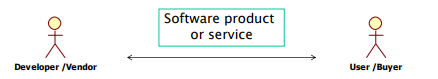 Software product
or service
Developer /Vendor
User /Buyer